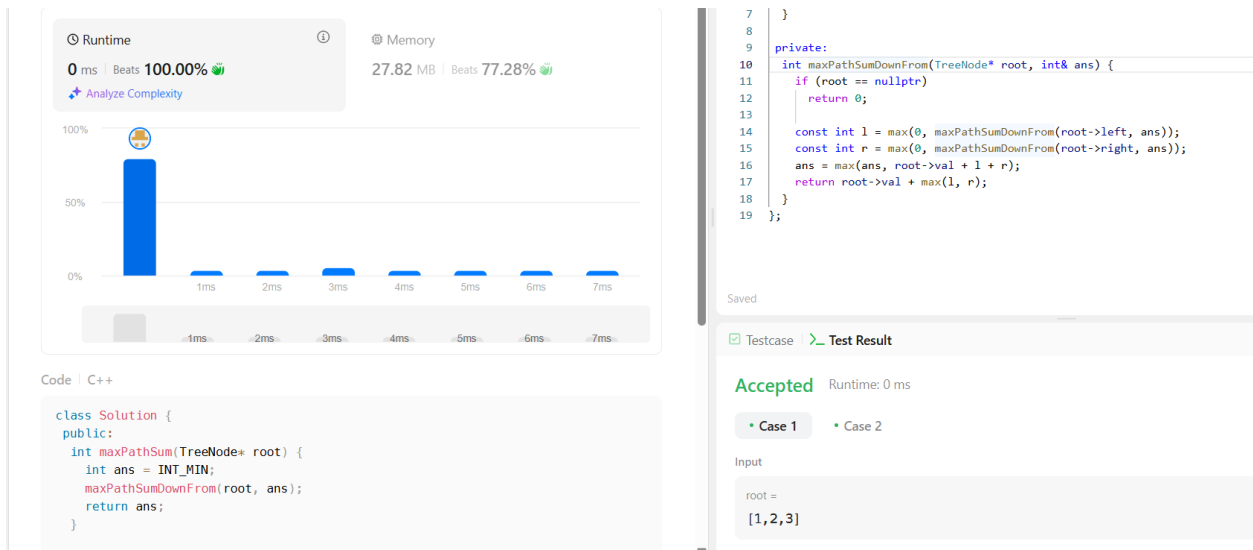 Runtime
0 ms | Beats 100.00%
Analyze Complexity
Memory
27.82 MB | Beats 77.28%
100%
50%
0%
1ms 2ms 3ms 4ms 5ms 6ms 7ms
1ms 2ms 3ms 4ms 5ms 6ms 7ms
Code | C++
class Solution {
 public:
  int maxPathSum(TreeNode* root) {
    int ans = INT_MIN;
    maxPathSumDownFrom(root, ans);
    return ans;
  }
7   }
8
9  private:
10   int maxPathSumDownFrom(TreeNode* root, int& ans) {
11     if (root == nullptr)
12       return 0;
13
14     const int l = max(0, maxPathSumDownFrom(root->left, ans));
15     const int r = max(0, maxPathSumDownFrom(root->right, ans));
16     ans = max(ans, root->val + l + r);
17     return root->val + max(l, r);
18   }
19 };
Saved
Testcase | >_ Test Result
Accepted Runtime: 0 ms
• Case 1 • Case 2
Input
root =
[1,2,3]